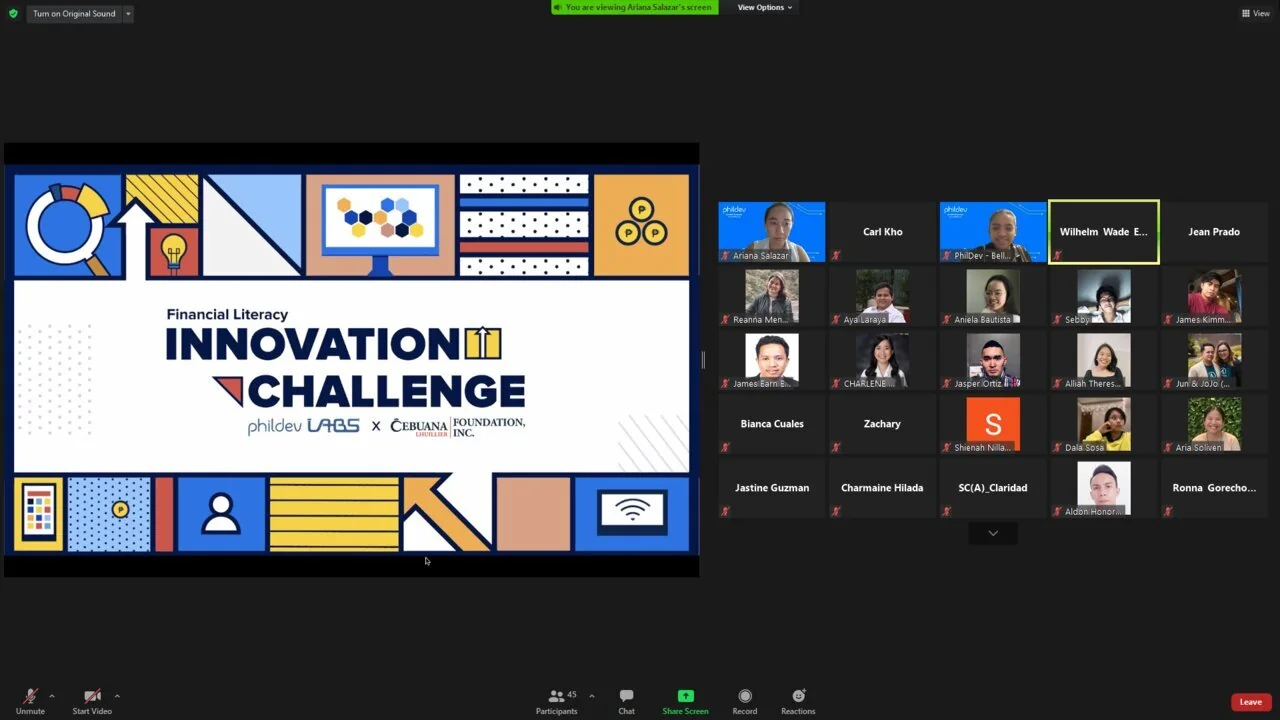 Turn on Original Sound
You are viewing Ariana Salazar's screen
View Options
View
Financial Literacy
INNOVATION
CHALLENGE
phildev LABS x CEBUANA LHUILLIER FOUNDATION, INC.
phildev
Ariana Salazar
Carl Kho
phildev
PhilDev - Bell...
Wilhelm Wade E...
Jean Prado
Reanna Men...
Aya Laraya
Aniela Bautista
Sebby
James Kimm...
James Earn E...
CHARLENE ...
Jasper Ortiz
Alliah Theres...
Jun & JoJo (...
Bianca Cuales
Zachary
S
Shienah Nilla...
Dala Sosa
Aria Soliven
Jastine Guzman
Charmaine Hilada
SC(A)_Claridad
Aldon Honor...
Ronna Gorecho...
Unmute
Start Video
45
Participants
Chat
Share Screen
Record
Reactions
Leave